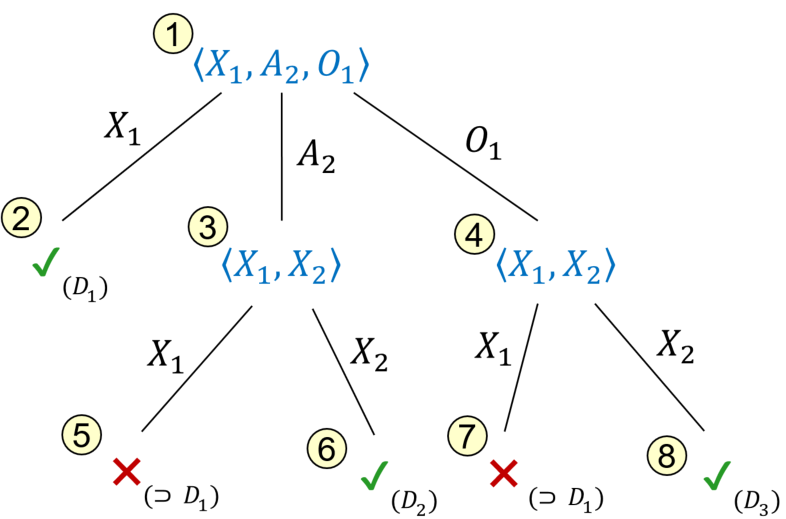 1
⟨X₁, A₂, O₁⟩
X₁
A₂
O₁
2
3
4
✓ (D₁)
⟨X₁, X₂⟩
⟨X₁, X₂⟩
X₁
X₂
X₁
X₂
5
6
7
8
✕ (⊃ D₁)
✓ (D₂)
✕ (⊃ D₁)
✓ (D₃)